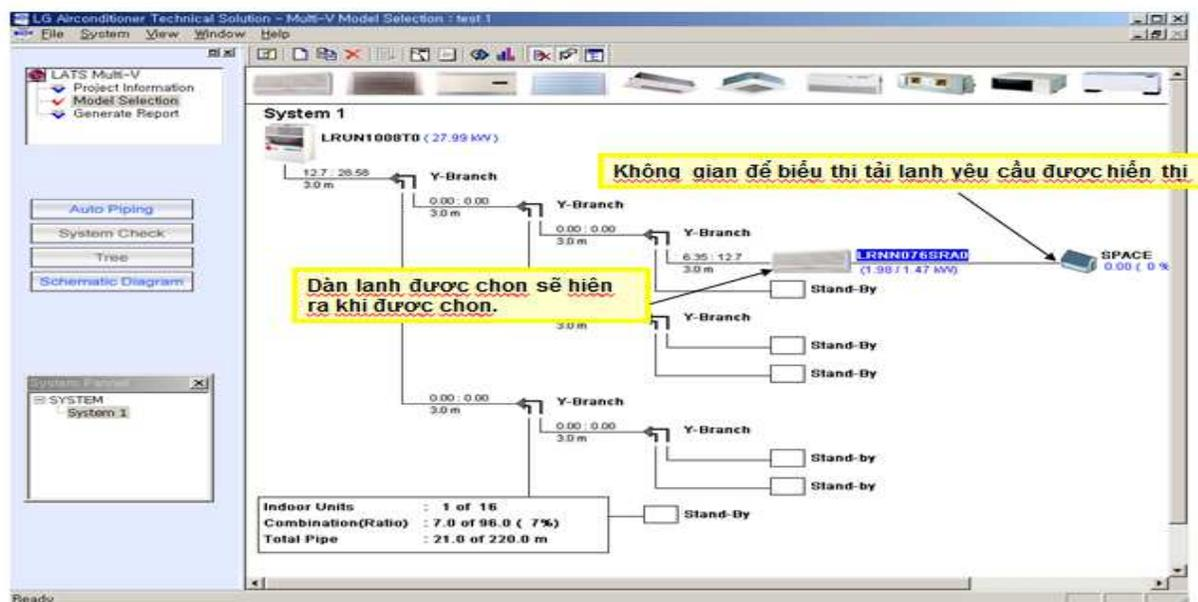 LG Airconditioner Technical Solution - Multi-V Model Selection : test 1
File System View Window Help
LATS Multi-V
Project Information
Model Selection
Generate Report
Auto Piping
System Check
Tree
Schematic Diagram
System Pannel
SYSTEM
System 1
System 1
LRUN1008T0 (27.99 kW)
12.7 : 28.58
3.0 m
Y-Branch
Không gian để biểu thị tải lạnh yêu cầu được hiển thị
0.00 : 0.00
3.0 m
Y-Branch
0.00 : 0.00
3.0 m
Y-Branch
6.35 : 12.7
3.0 m
LRNN076SRA0
(1.98 / 1.47 kW)
SPACE
0.00 ( 0 %
Dàn lạnh được chọn sẽ hiện
ra khi được chọn.
Stand-By
3.0 m
Y-Branch
Stand-By
Stand-By
0.00 : 0.00
3.0 m
Y-Branch
0.00 : 0.00
3.0 m
Y-Branch
Stand-by
Stand-by
Stand-By
Indoor Units : 1 of 16
Combination(Ratio) : 7.0 of 96.0 ( 7%)
Total Pipe : 21.0 of 220.0 m
Ready